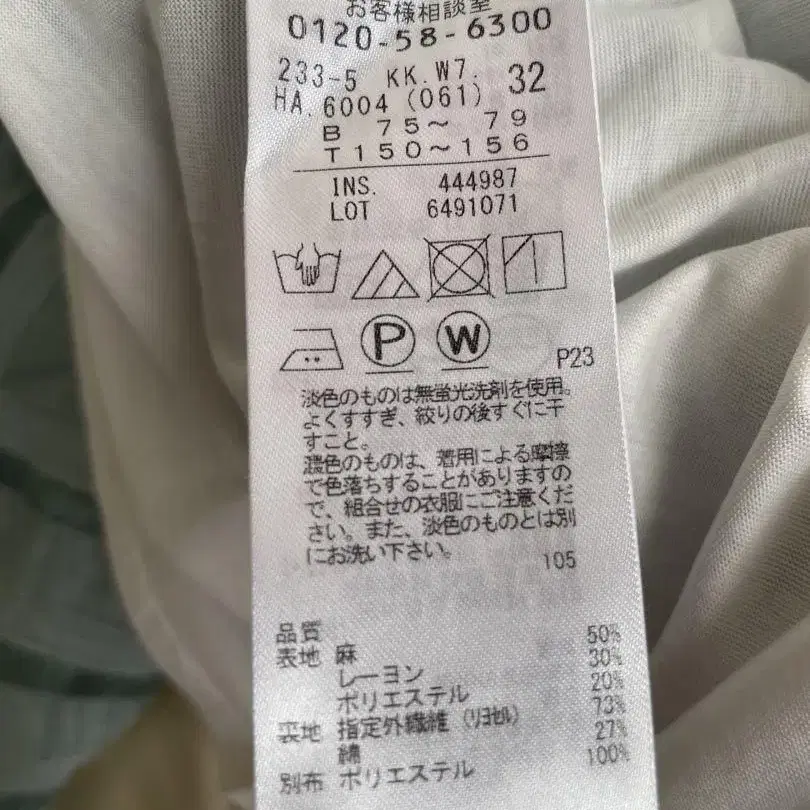 お客様相談室
0120-58-6300
233-5 KK.W7. 32
HA.6004(061)
B 75～ 79
T150～156
INS. 444987
LOT 6491071
P W
P23
淡色のものは無蛍光洗剤を使用。
よくすすぎ、絞りの後すぐに干
すこと。
濃色のものは、着用による摩擦
で色落ちすることがありますの
で、組合せの衣服にご注意くだ
さい。また、淡色のものとは別
にお洗い下さい。
105
品質
表地 麻 50%
レーヨン 30%
ポリエステル 20%
裏地 指定外繊維(リヨセル) 73%
綿 27%
別布 ポリエステル 100%